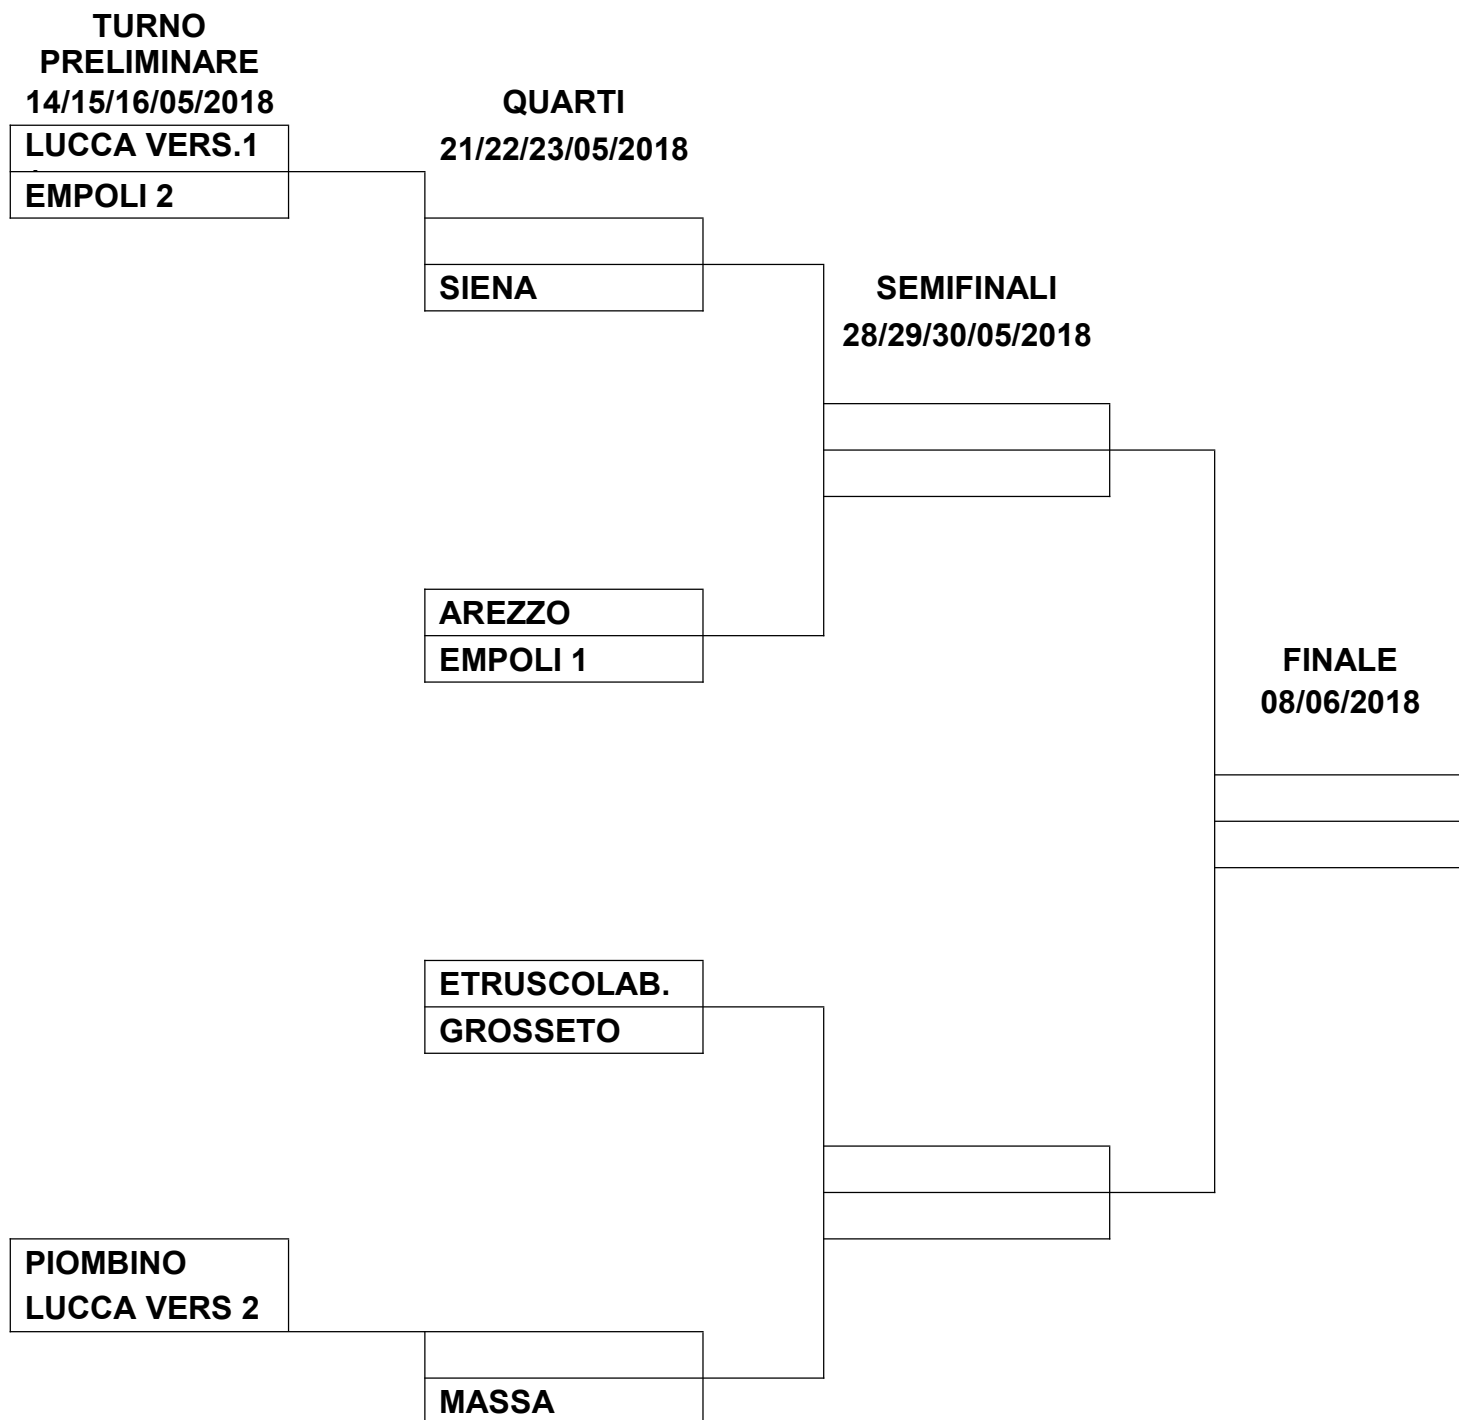 TURNO
PRELIMINARE
14/15/16/05/2018
LUCCA VERS.1
EMPOLI 2
QUARTI
21/22/23/05/2018
SIENA
AREZZO
EMPOLI 1
ETRUSCOLAB.
GROSSETO
PIOMBINO
LUCCA VERS 2
MASSA
SEMIFINALI
28/29/30/05/2018
FINALE
08/06/2018